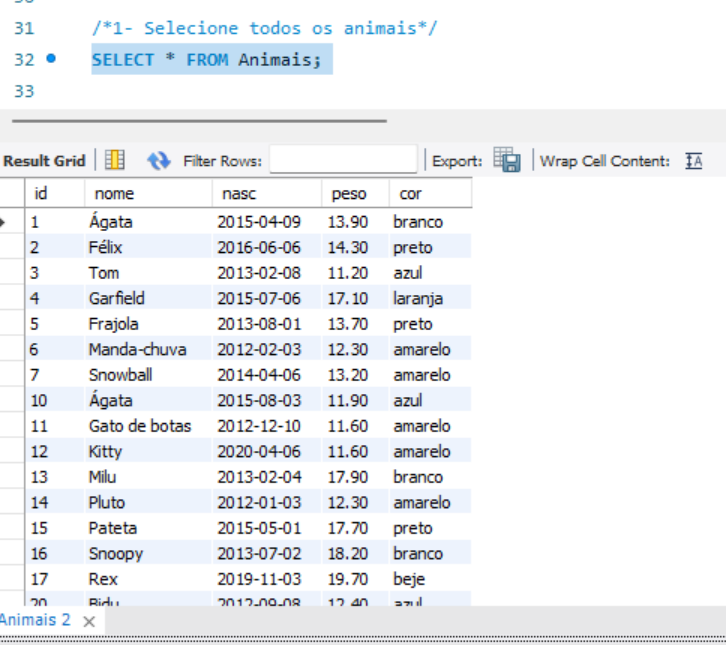 31 /*1- Selecione todos os animais*/
32 SELECT * FROM Animais;
33
Result Grid Filter Rows: Export: Wrap Cell Content: IA
id nome nasc peso cor
1 Ágata 2015-04-09 13.90 branco
2 Félix 2016-06-06 14.30 preto
3 Tom 2013-02-08 11.20 azul
4 Garfield 2015-07-06 17.10 laranja
5 Frajola 2013-08-01 13.70 preto
6 Manda-chuva 2012-02-03 12.30 amarelo
7 Snowball 2014-04-06 13.20 amarelo
10 Ágata 2015-08-03 11.90 azul
11 Gato de botas 2012-12-10 11.60 amarelo
12 Kitty 2020-04-06 11.60 amarelo
13 Milu 2013-02-04 17.90 branco
14 Pluto 2012-01-03 12.30 amarelo
15 Pateta 2015-05-01 17.70 preto
16 Snoopy 2013-07-02 18.20 branco
17 Rex 2019-11-03 19.70 beje
20 Bidu 2012-09-08 12.40 azul
Animais 2